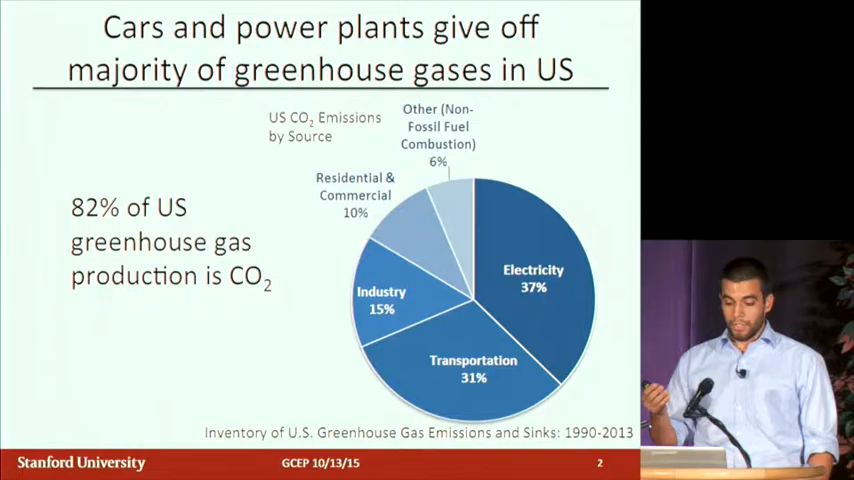 Cars and power plants give off
majority of greenhouse gases in US
US CO₂ Emissions
by Source
Other (Non-
Fossil Fuel
Combustion)
6%
Residential &
Commercial
10%
82% of US
greenhouse gas
production is CO₂
Electricity
37%
Industry
15%
Transportation
31%
Inventory of U.S. Greenhouse Gas Emissions and Sinks: 1990-2013
Stanford University
GCEP 10/13/15
2